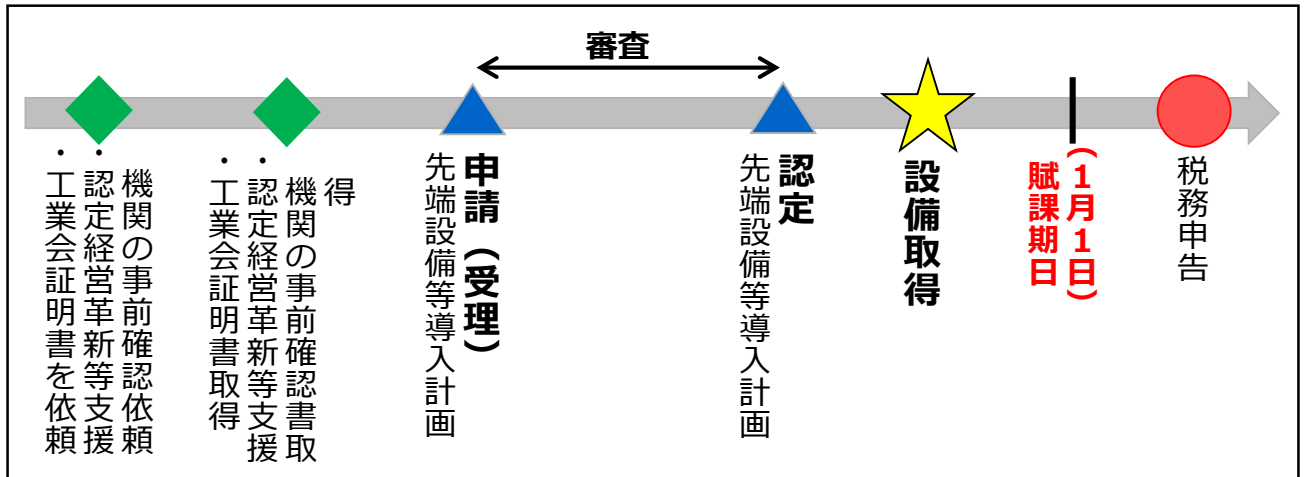 審査
・工業会証明書を依頼
・認定経営革新等支援
機関の事前確認依頼
・工業会証明書取得
・認定経営革新等支援
機関の事前確認書取
得
先端設備等導入計画
申請（受理）
先端設備等導入計画
認定
設備取得
賦課期日
（1月1日）
税務申告